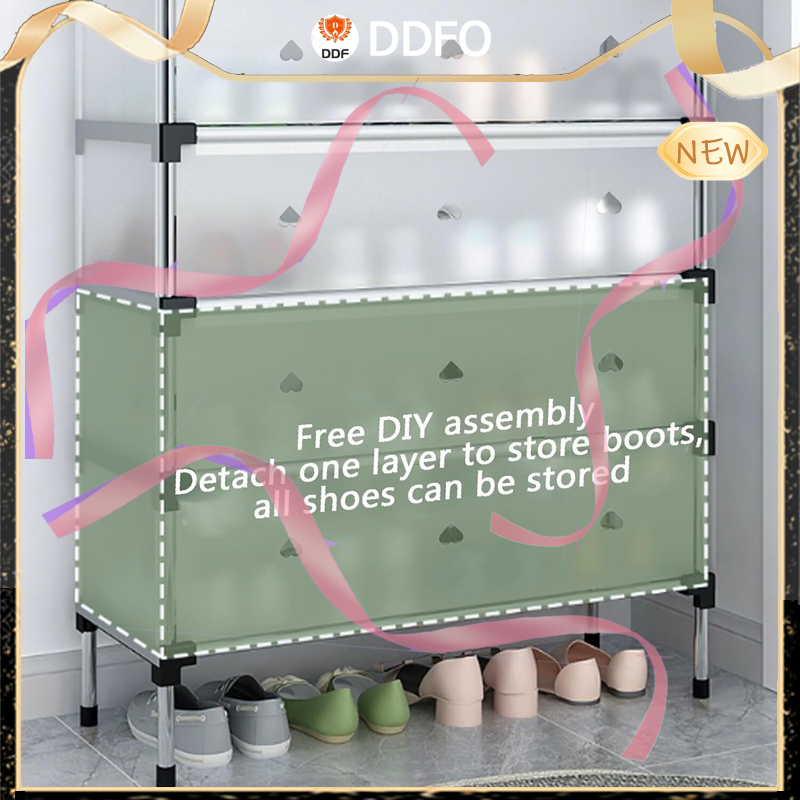 DDF
DDFO
NEW
Free DIY assembly
Detach one layer to store boots,
all shoes can be stored